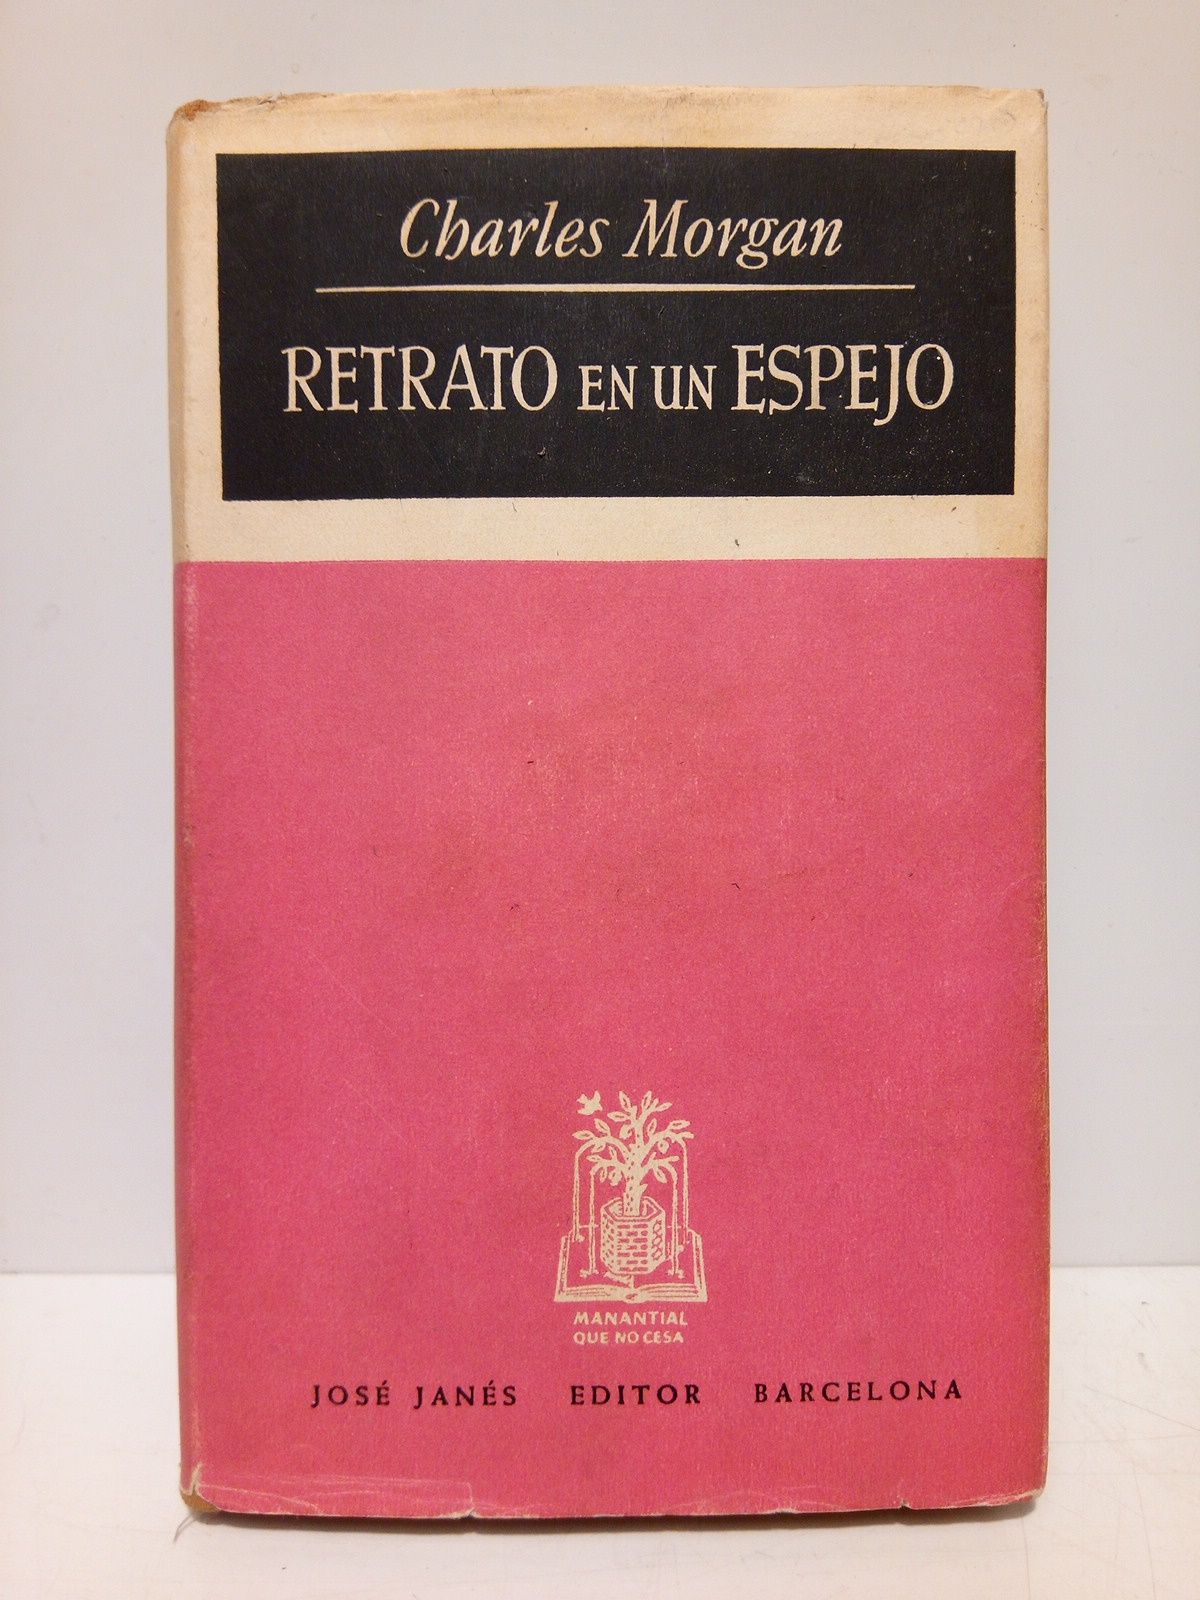 Charles Morgan
RETRATO EN UN ESPEJO
MANANTIAL
QUE NO CESA
JOSÉ JANÉS EDITOR BARCELONA